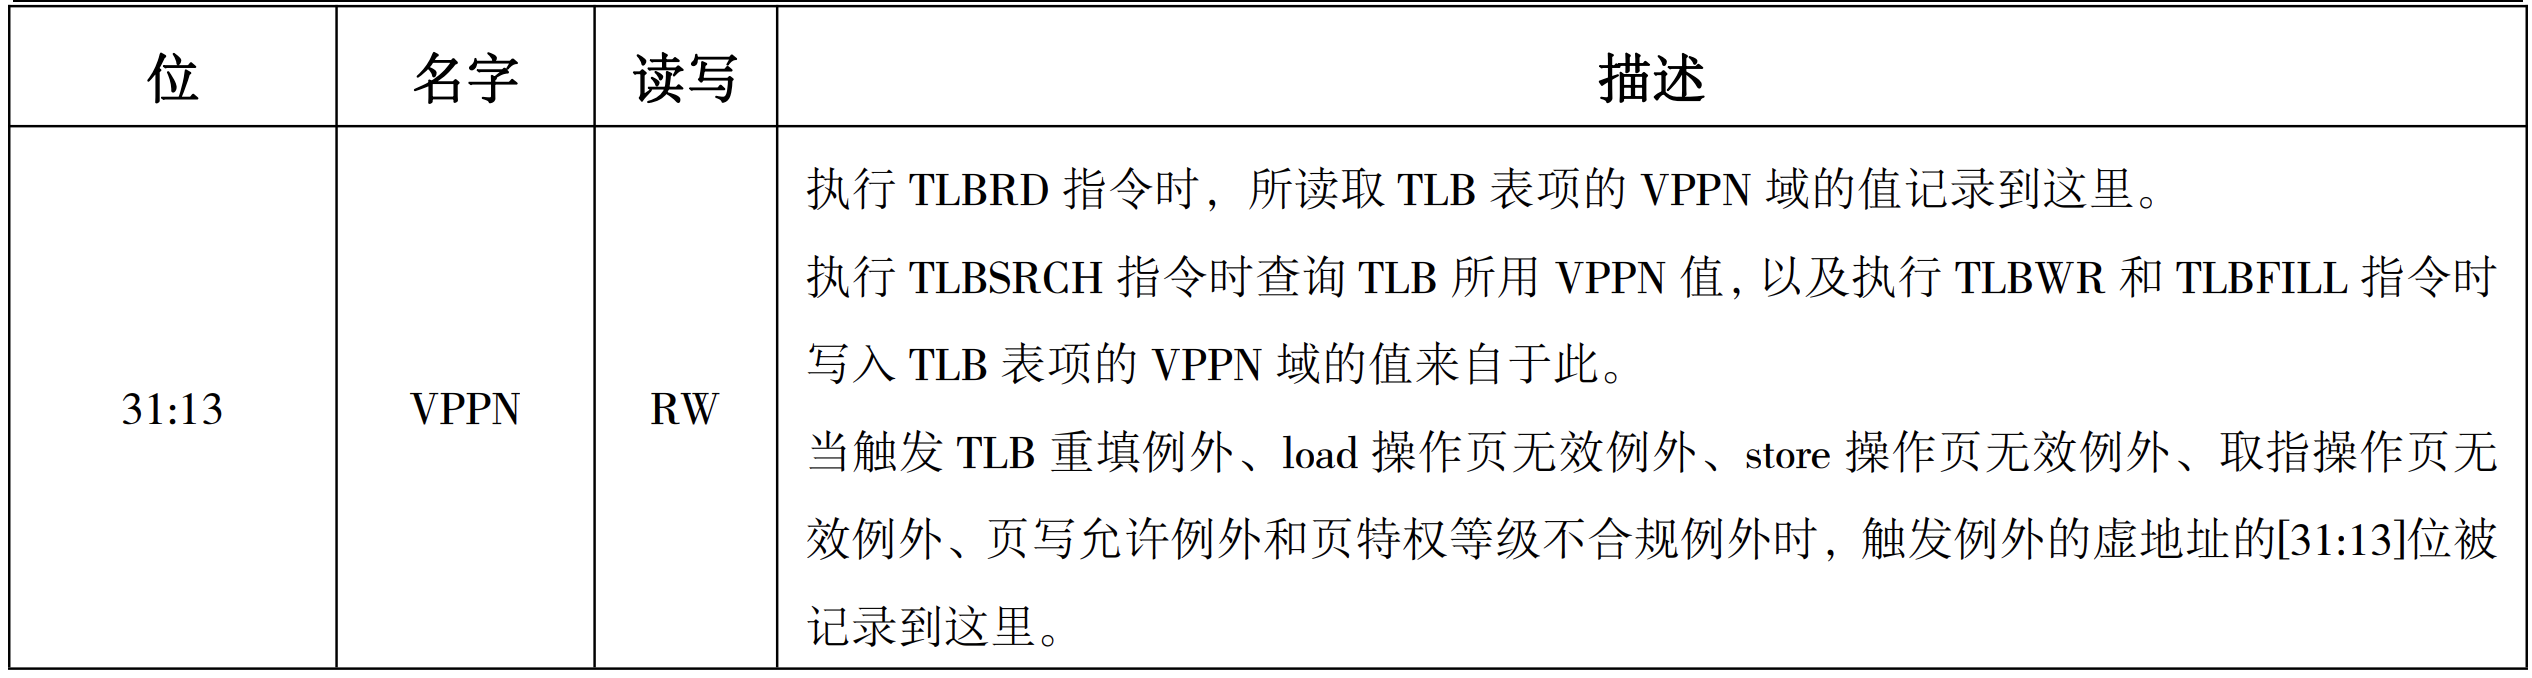 位 名字 读写 描述
执行 TLBRD 指令时，所读取 TLB 表项的 VPPN 域的值记录到这里。
执行 TLBSRCH 指令时查询 TLB 所用 VPPN 值，以及执行 TLBWR 和 TLBFILL 指令时
写入 TLB 表项的 VPPN 域的值来自于此。
31:13 VPPN RW
当触发 TLB 重填例外、load 操作页无效例外、store 操作页无效例外、取指操作页无
效例外、页写允许例外和页特权等级不合规例外时，触发例外的虚地址的[31:13]位被
记录到这里。